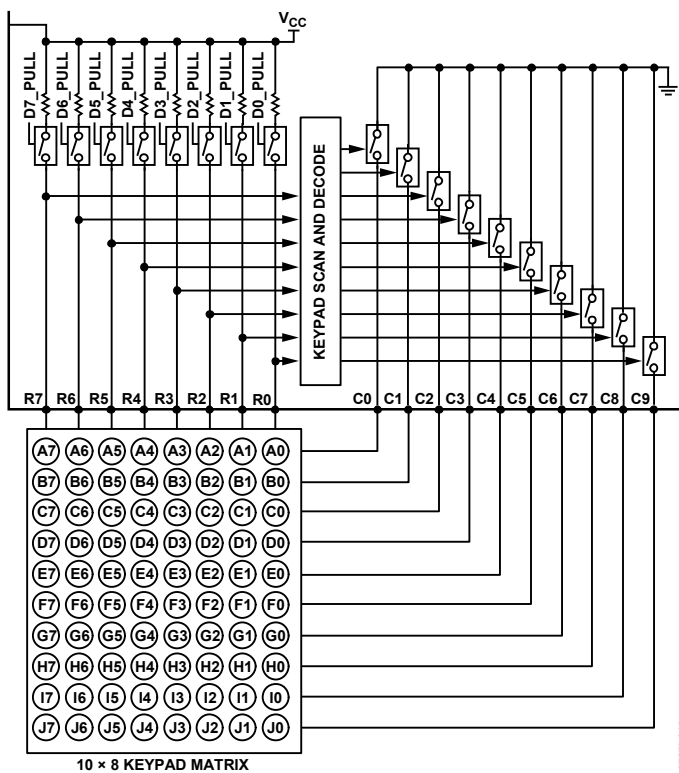 VCC
D7_PULL
D6_PULL
D5_PULL
D4_PULL
D3_PULL
D2_PULL
D1_PULL
D0_PULL
KEYPAD SCAN AND DECODE
R7 R6 R5 R4 R3 R2 R1 R0 C0 C1 C2 C3 C4 C5 C6 C7 C8 C9
A7 A6 A5 A4 A3 A2 A1 A0
B7 B6 B5 B4 B3 B2 B1 B0
C7 C6 C5 C4 C3 C2 C1 C0
D7 D6 D5 D4 D3 D2 D1 D0
E7 E6 E5 E4 E3 E2 E1 E0
F7 F6 F5 F4 F3 F2 F1 F0
G7 G6 G5 G4 G3 G2 G1 G0
H7 H6 H5 H4 H3 H2 H1 H0
I7 I6 I5 I4 I3 I2 I1 I0
J7 J6 J5 J4 J3 J2 J1 J0
10 × 8 KEYPAD MATRIX